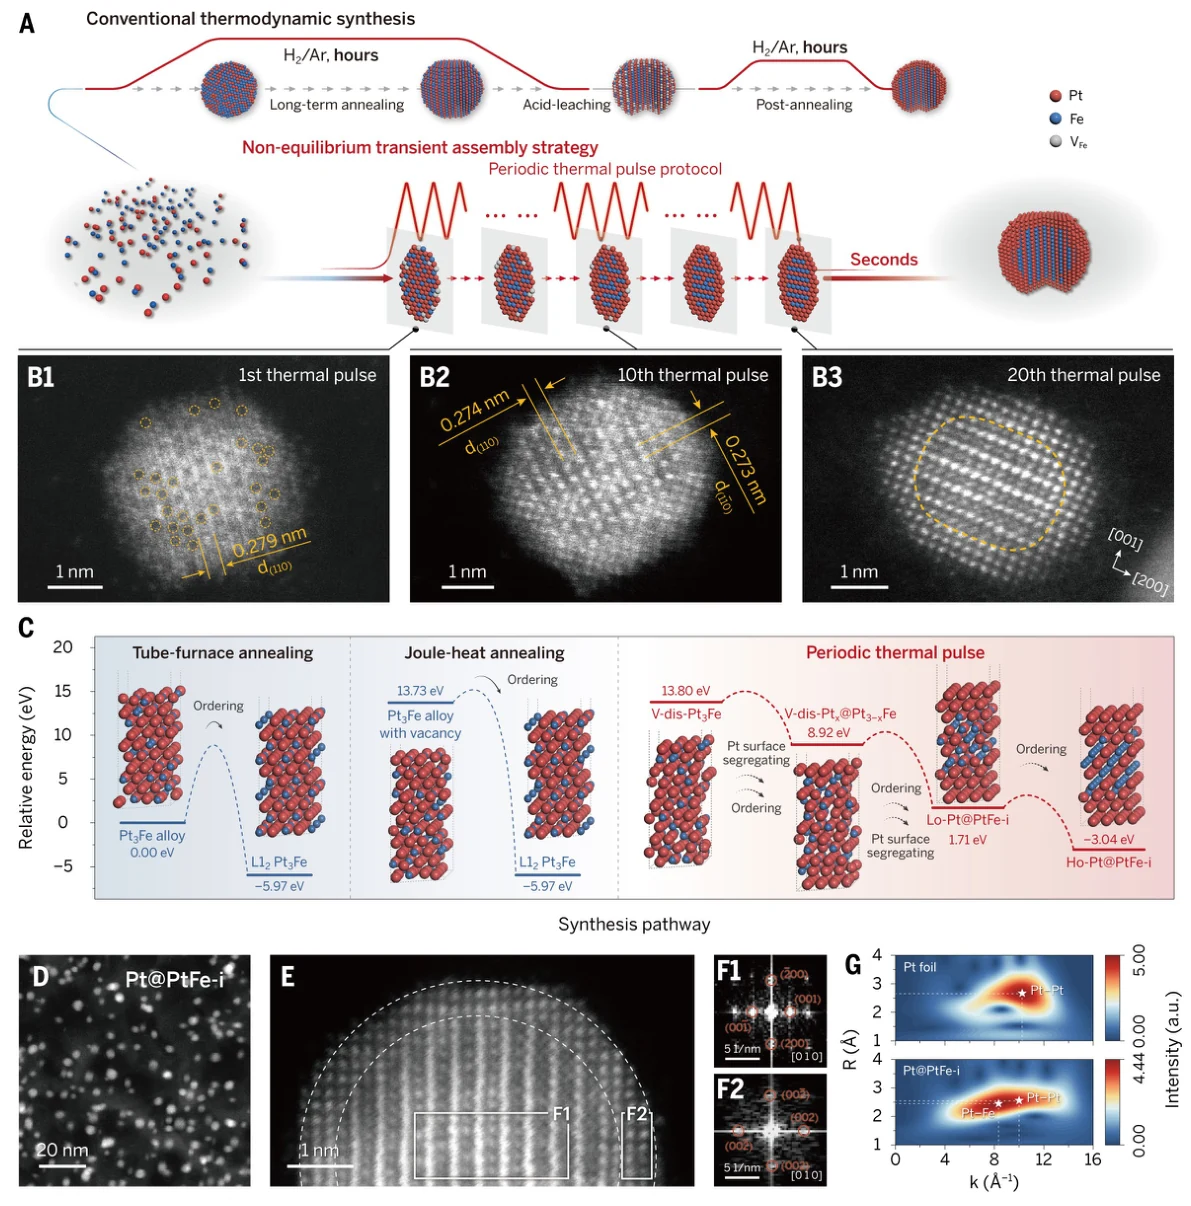 A
Conventional thermodynamic synthesis
H₂/Ar, hours
H₂/Ar, hours
Long-term annealing
Acid-leaching
Post-annealing
Pt
Fe
V_Fe
Non-equilibrium transient assembly strategy
Periodic thermal pulse protocol
Seconds
B1
1st thermal pulse
0.279 nm
d(110)
1 nm
B2
10th thermal pulse
0.274 nm
d(110)
0.273 nm
d(11̄0)
1 nm
B3
20th thermal pulse
[001]
[200]
1 nm
C
Relative energy (eV)
20
15
10
5
0
−5
Tube-furnace annealing
Ordering
Pt₃Fe alloy
0.00 eV
L1₂ Pt₃Fe
−5.97 eV
Joule-heat annealing
13.73 eV
Pt₃Fe alloy
with vacancy
Ordering
L1₂ Pt₃Fe
−5.97 eV
Periodic thermal pulse
13.80 eV
V-dis-Pt₃Fe
Pt surface
segregating
Ordering
V-dis-Ptₓ@Pt₃₋ₓFe
8.92 eV
Ordering
Pt surface
segregating
Lo-Pt@PtFe-i
1.71 eV
Ordering
−3.04 eV
Ho-Pt@PtFe-i
Synthesis pathway
D
Pt@PtFe-i
20 nm
E
F1
F2
1 nm
F1
(2̄00)
(001)
(001)
(200)
5 1/nm
[010]
F2
(002)
(002)
5 1/nm
[010]
G
R (Å)
4
3
2
1
Pt foil
Pt−Pt
5.00
0.00
4
3
2
1
Pt@PtFe-i
Pt−Pt
Pt−Fe
4.44
0.00
Intensity (a.u.)
0
4
8
12
16
k (Å⁻¹)